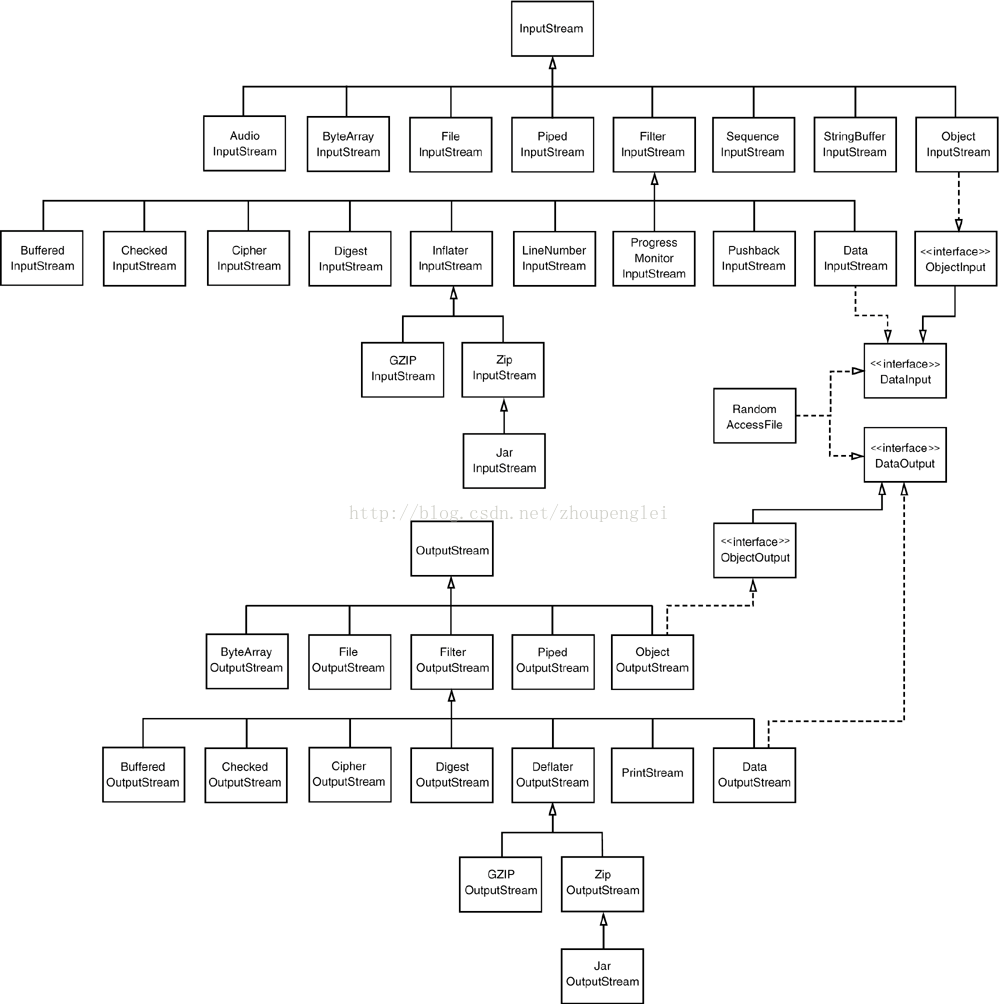 InputStream
Audio
InputStream
ByteArray
InputStream
File
InputStream
Piped
InputStream
Filter
InputStream
Sequence
InputStream
StringBuffer
InputStream
Object
InputStream
Buffered
InputStream
Checked
InputStream
Cipher
InputStream
Digest
InputStream
Inflater
InputStream
LineNumber
InputStream
Progress
Monitor
InputStream
Pushback
InputStream
Data
InputStream
<<interface>>
ObjectInput
GZIP
InputStream
Zip
InputStream
<<interface>>
DataInput
Random
AccessFile
Jar
InputStream
<<interface>>
DataOutput
http://blog.csdn.net/zhoupenglei
OutputStream
<<interface>>
ObjectOutput
ByteArray
OutputStream
File
OutputStream
Filter
OutputStream
Piped
OutputStream
Object
OutputStream
Buffered
OutputStream
Checked
OutputStream
Cipher
OutputStream
Digest
OutputStream
Deflater
OutputStream
PrintStream
Data
OutputStream
GZIP
OutputStream
Zip
OutputStream
Jar
OutputStream